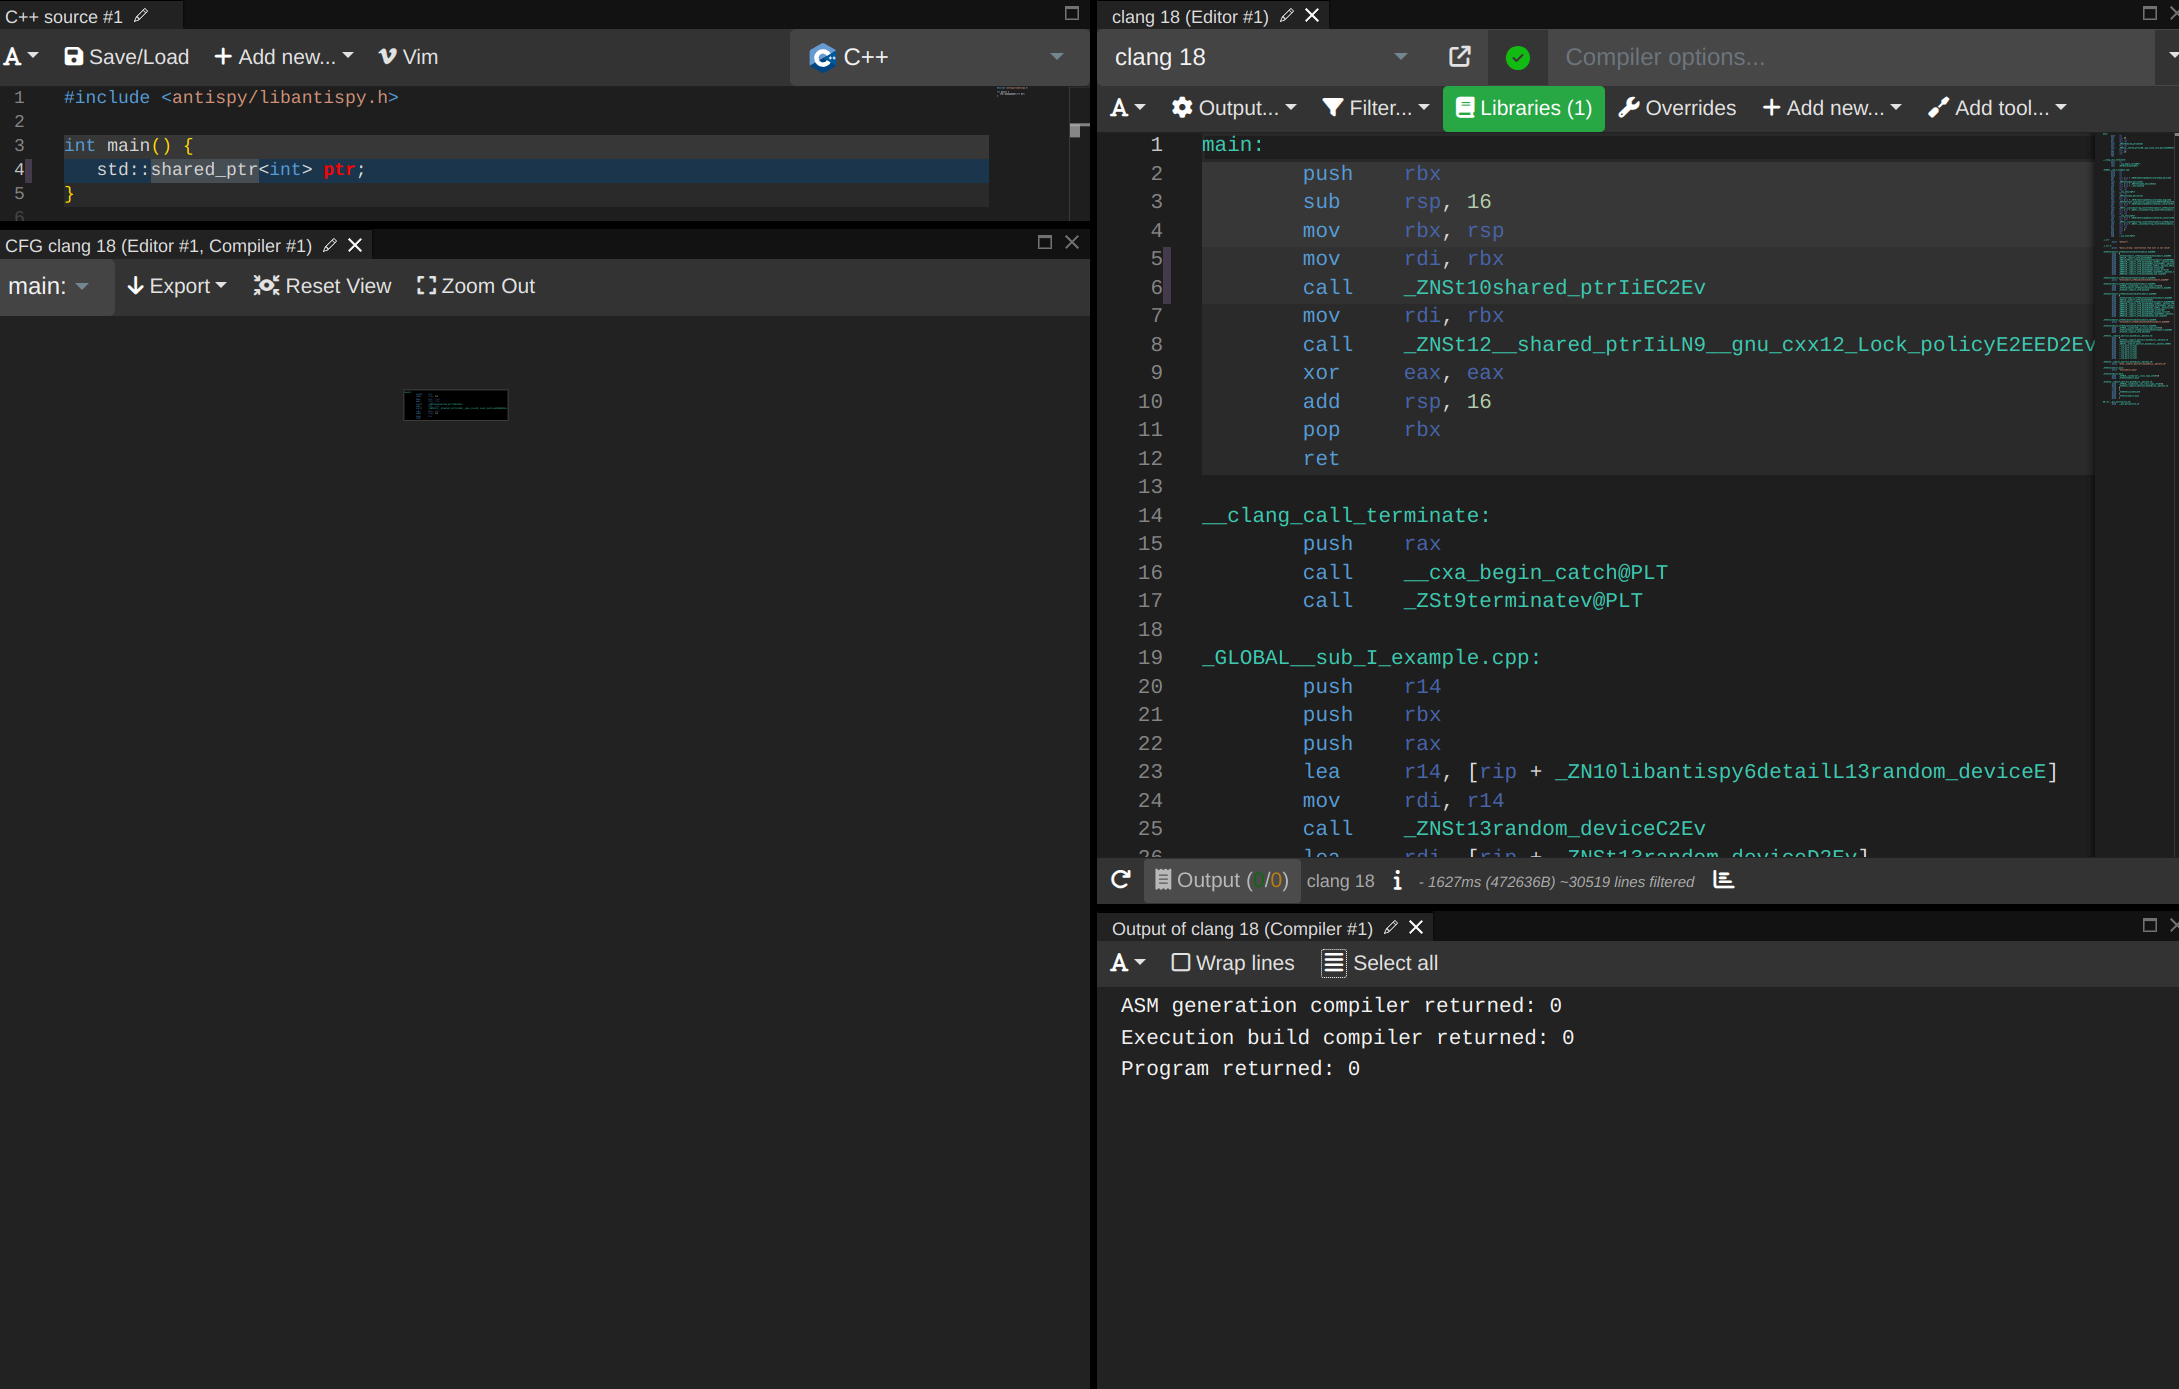 C++ source #1
A Save/Load Add new... Vim C++
1 #include <antispy/libantispy.h>
2
3 int main() {
4 std::shared_ptr<int> ptr;
5 }
6
CFG clang 18 (Editor #1, Compiler #1)
main: Export Reset View Zoom Out
clang 18 (Editor #1)
clang 18 Compiler options...
A Output... Filter... Libraries (1) Overrides Add new... Add tool...
1 main:
2 push rbx
3 sub rsp, 16
4 mov rbx, rsp
5 mov rdi, rbx
6 call _ZNSt10shared_ptrIiEC2Ev
7 mov rdi, rbx
8 call _ZNSt12__shared_ptrIiLN9__gnu_cxx12_Lock_policyE2EED2Ev
9 xor eax, eax
10 add rsp, 16
11 pop rbx
12 ret
13
14 __clang_call_terminate:
15 push rax
16 call __cxa_begin_catch@PLT
17 call _ZSt9terminatev@PLT
18
19 _GLOBAL__sub_I_example.cpp:
20 push r14
21 push rbx
22 push rax
23 lea r14, [rip + _ZN10libantispy6detailL13random_deviceE]
24 mov rdi, r14
25 call _ZNSt13random_deviceC2Ev
26 lea rdi, [rip + _ZNSt13random_deviceD2Ev]
Output (0/0) clang 18 i - 1627ms (472636B) ~30519 lines filtered
Output of clang 18 (Compiler #1)
A Wrap lines Select all
ASM generation compiler returned: 0
Execution build compiler returned: 0
Program returned: 0